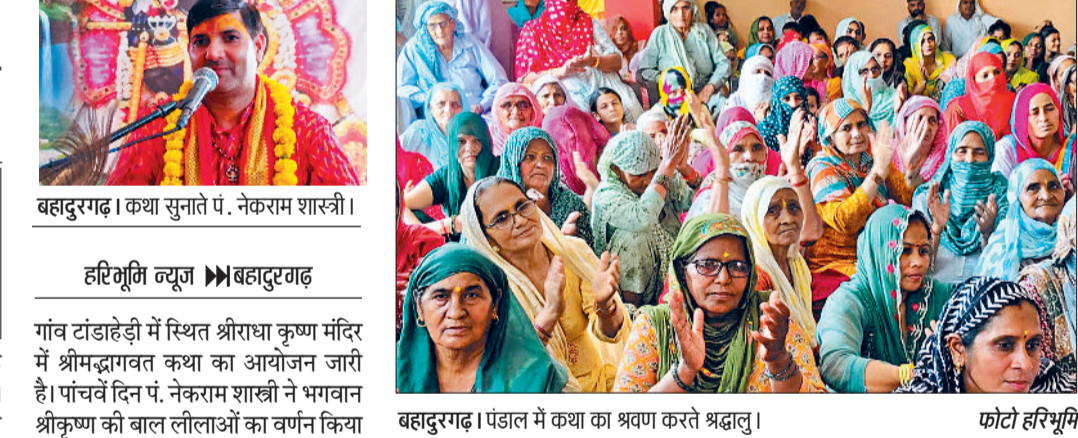 बहादुरगढ़। कथा सुनाते पं. नेकराम शास्त्री।
हरिभूमि न्यूज ▶▶बहादुरगढ़
गांव टांडाहेड़ी में स्थित श्रीराधा कृष्ण मंदिर
में श्रीमद्भागवत कथा का आयोजन जारी
है। पांचवें दिन पं. नेकराम शास्त्री ने भगवान
श्रीकृष्ण की बाल लीलाओं का वर्णन किया
बहादुरगढ़। पंडाल में कथा का श्रवण करते श्रद्धालु।
फोटो हरिभूमि